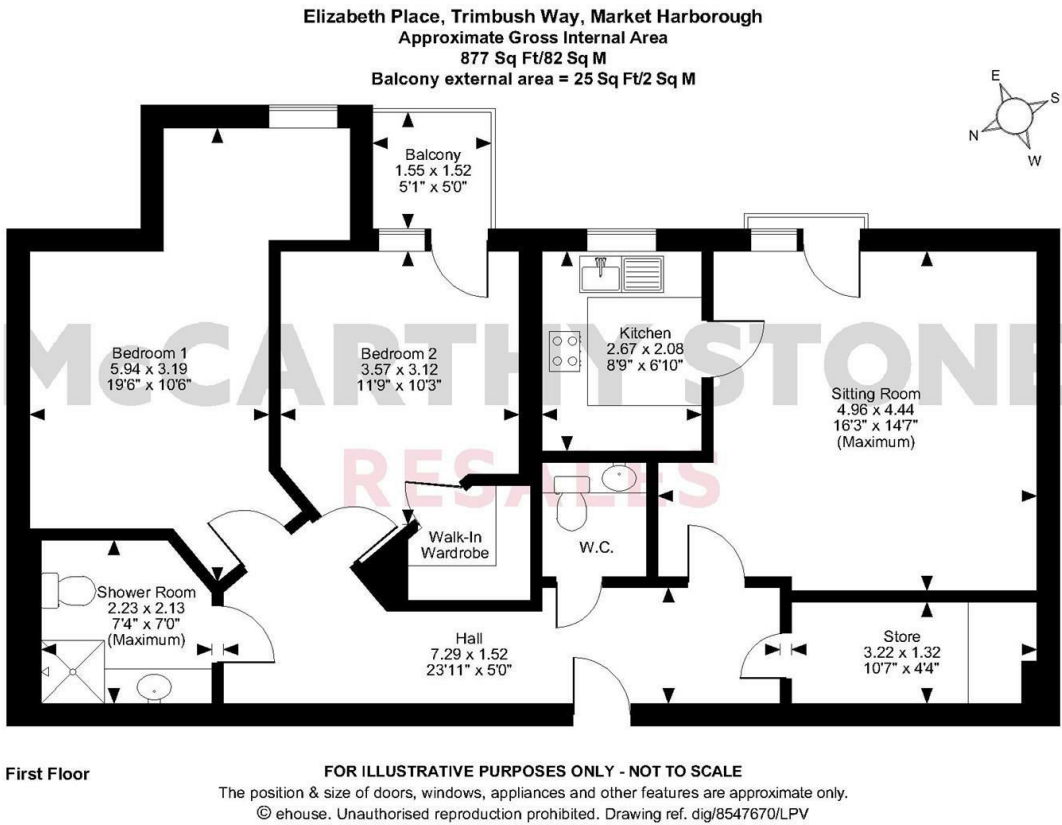 Elizabeth Place, Trimbush Way, Market Harborough
Approximate Gross Internal Area
877 Sq Ft/82 Sq M
Balcony external area = 25 Sq Ft/2 Sq M
E
S
N
W
Balcony
1.55 x 1.52
5'1" x 5'0"
McCARTHY STONE
RESALES
Bedroom 1
5.94 x 3.19
19'6" x 10'6"
Bedroom 2
3.57 x 3.12
11'9" x 10'3"
Kitchen
2.67 x 2.08
8'9" x 6'10"
Sitting Room
4.96 x 4.44
16'3" x 14'7"
(Maximum)
Walk-In
Wardrobe
W.C.
Shower Room
2.23 x 2.13
7'4" x 7'0"
(Maximum)
Hall
7.29 x 1.52
23'11" x 5'0"
Store
3.22 x 1.32
10'7" x 4'4"
First Floor
FOR ILLUSTRATIVE PURPOSES ONLY - NOT TO SCALE
The position & size of doors, windows, appliances and other features are approximate only.
© ehouse. Unauthorised reproduction prohibited. Drawing ref. dig/8547670/LPV